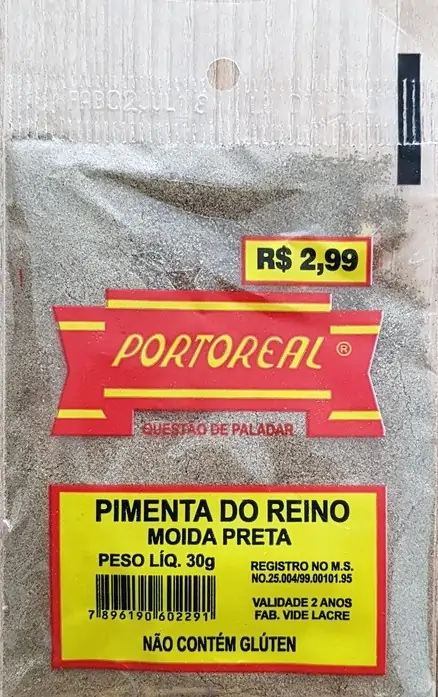 R$ 2,99
PORTOREAL ®
QUESTÃO DE PALADAR
PIMENTA DO REINO
MOIDA PRETA
PESO LÍQ. 30g
REGISTRO NO M.S.
NO.25.004/99.00101.95
7 896190 602291
VALIDADE 2 ANOS
FAB. VIDE LACRE
NÃO CONTÉM GLÚTEN